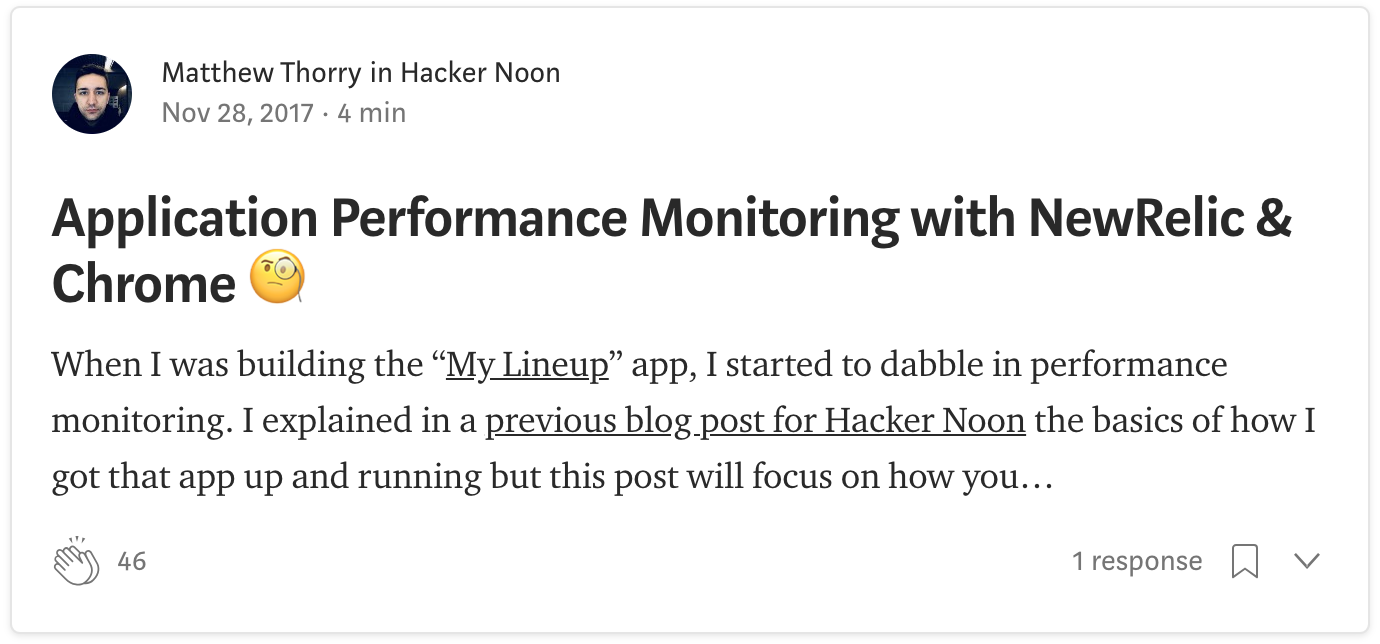 Matthew Thorry in Hacker Noon
Nov 28, 2017 · 4 min
Application Performance Monitoring with NewRelic &
Chrome 🧐
When I was building the “My Lineup” app, I started to dabble in performance
monitoring. I explained in a previous blog post for Hacker Noon the basics of how I
got that app up and running but this post will focus on how you…
46
1 response